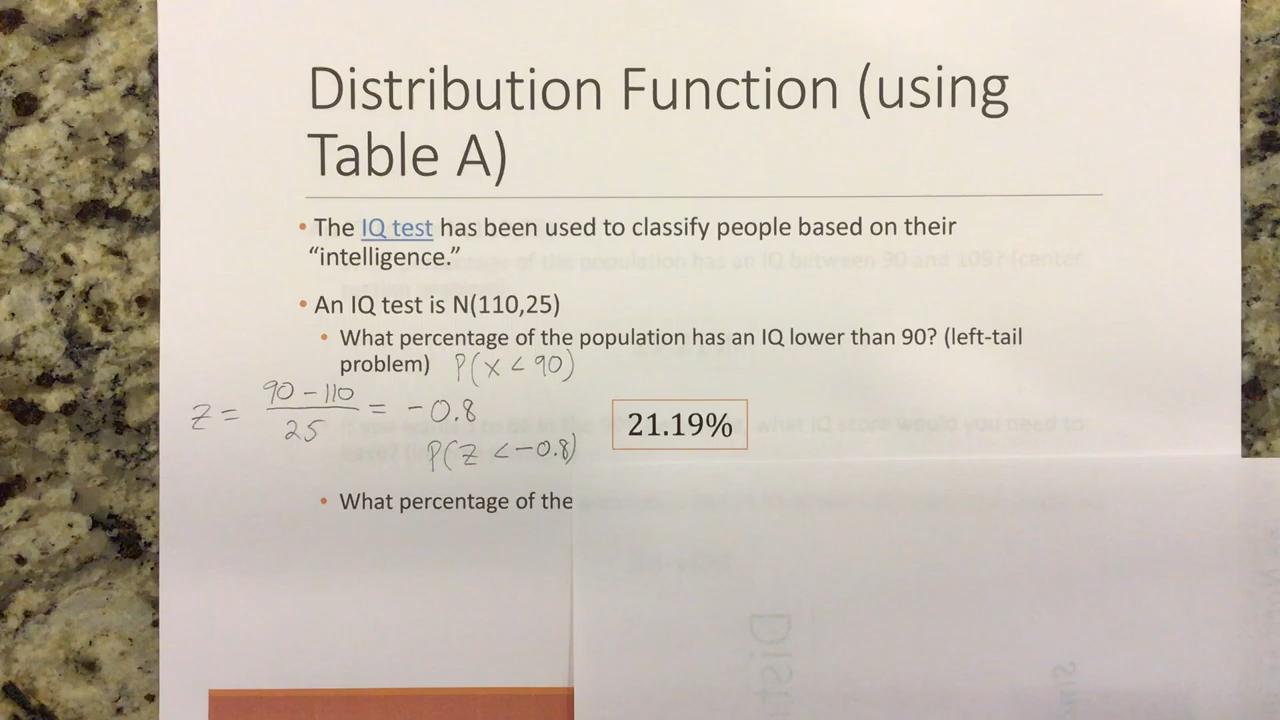 Distribution Function (using
Table A)
• The IQ test has been used to classify people based on their
“intelligence.”
• An IQ test is N(110,25)
• What percentage of the population has an IQ lower than 90? (left-tail
problem) P(x < 90)
z = 90 - 110 / 25 = -0.8
21.19%
P(z < -0.8)
• What percentage of the